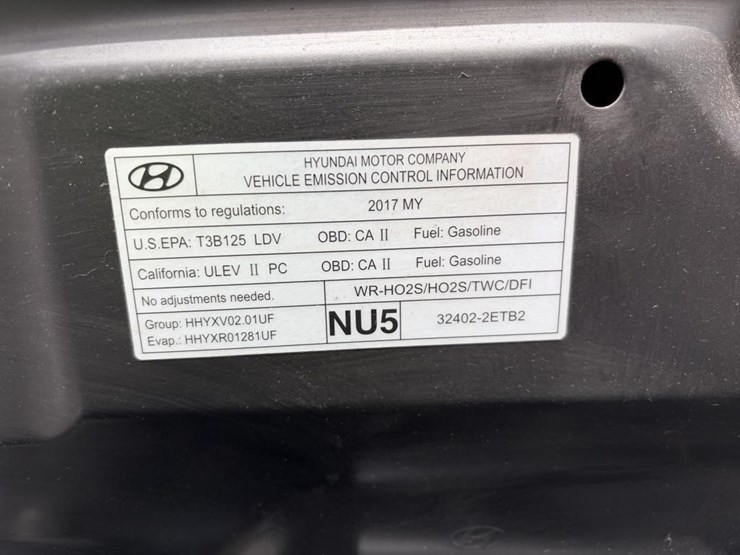 HYUNDAI MOTOR COMPANY
VEHICLE EMISSION CONTROL INFORMATION
Conforms to regulations: 2017 MY
U.S.EPA: T3B125 LDV OBD: CA II Fuel: Gasoline
California: ULEV II PC OBD: CA II Fuel: Gasoline
No adjustments needed. WR-HO2S/HO2S/TWC/DFI
Group: HHYXV02.01UF
Evap.: HHYXR01281UF
NU5
32402-2ETB2